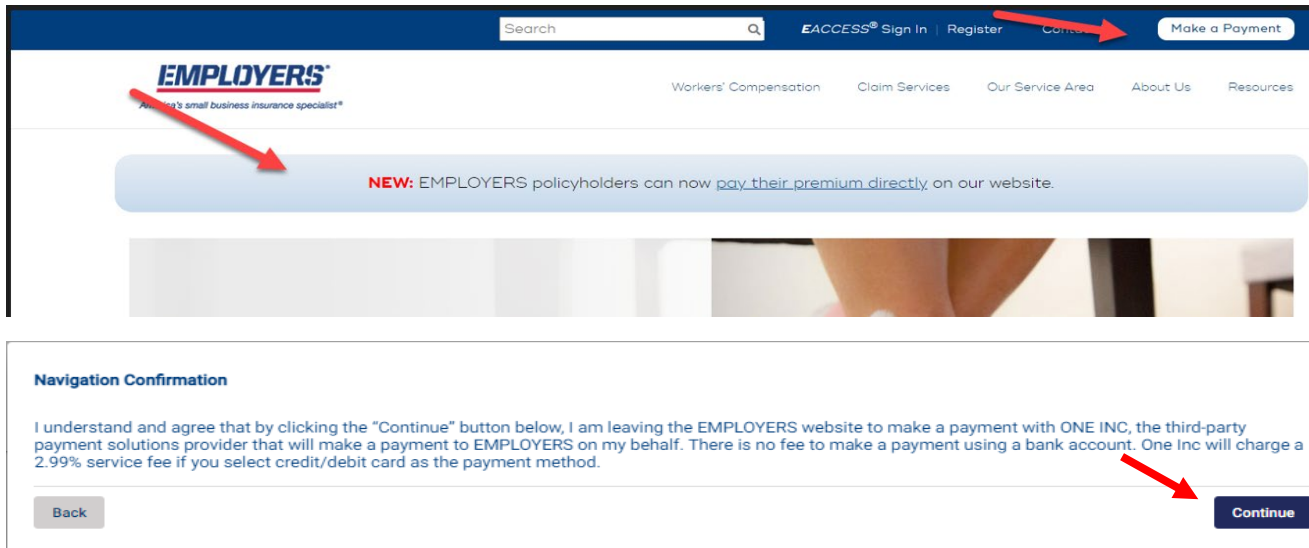 Search EACCESS® Sign In | Register Contact Make a Payment
EMPLOYERS®
America's small business insurance specialist®
Workers' Compensation Claim Services Our Service Area About Us Resources
NEW: EMPLOYERS policyholders can now pay their premium directly on our website.
Navigation Confirmation
I understand and agree that by clicking the “Continue” button below, I am leaving the EMPLOYERS website to make a payment with ONE INC, the third-party
payment solutions provider that will make a payment to EMPLOYERS on my behalf. There is no fee to make a payment using a bank account. One Inc will charge a
2.99% service fee if you select credit/debit card as the payment method.
Back Continue